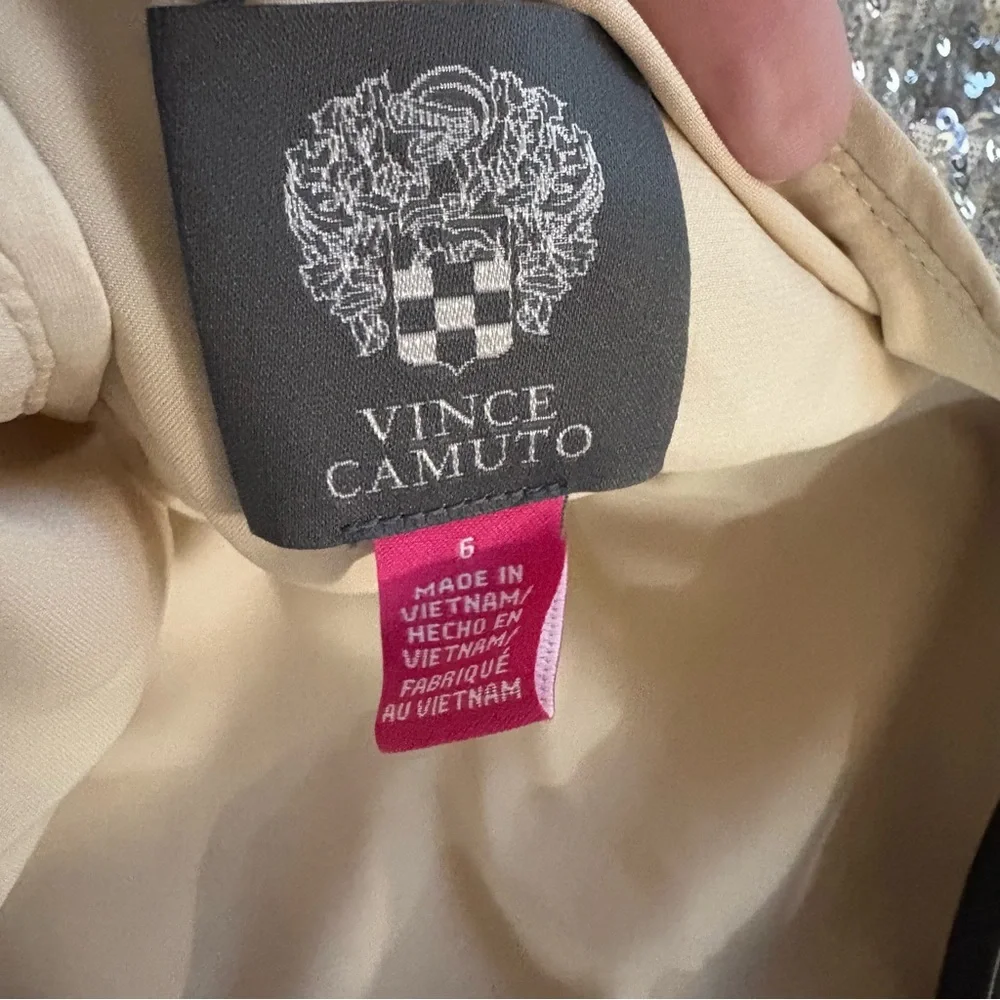 VINCE
CAMUTO
6
MADE IN
VIETNAM/
HECHO EN
VIETNAM/
FABRIQUÉ
AU VIETNAM